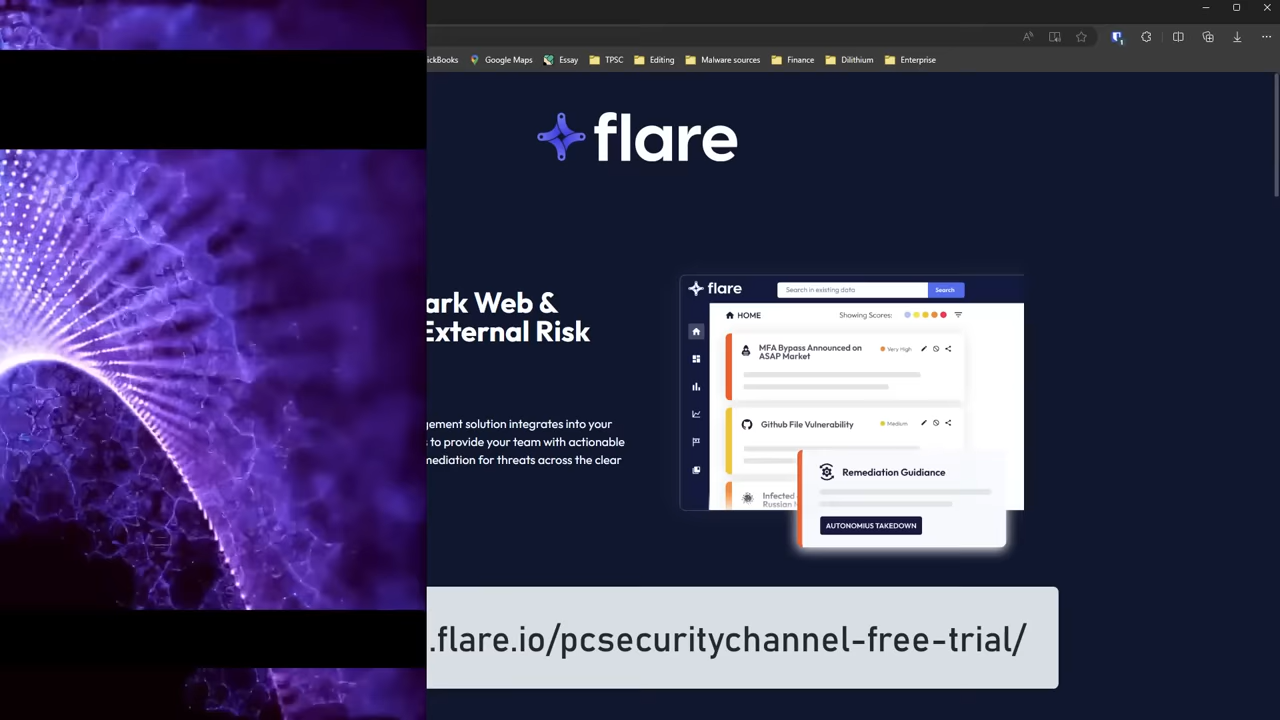 ickBooks Google Maps Essay TPSC Editing Malware sources Finance Dilithium Enterprise
flare
ark Web &
External Risk
gement solution integrates into your
s to provide your team with actionable
mediation for threats across the clear
flare
Search in existing data Search
HOME Showing Scores:
MFA Bypass Announced on
ASAP Market
Very High
Github File Vulnerability Medium
Infected
Russian
Remediation Guidiance
AUTONOMIUS TAKEDOWN
.flare.io/pcsecuritychannel-free-trial/